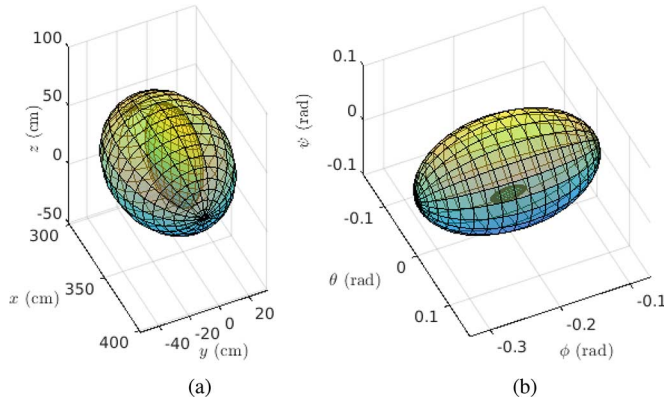 100
50
0
-50
z (cm)
300
350
400
x (cm)
-40
-20
0
20
y (cm)
(a)
0.1
0
-0.1
ψ (rad)
-0.1
0
0.1
θ (rad)
-0.3
-0.2
-0.1
ϕ (rad)
(b)